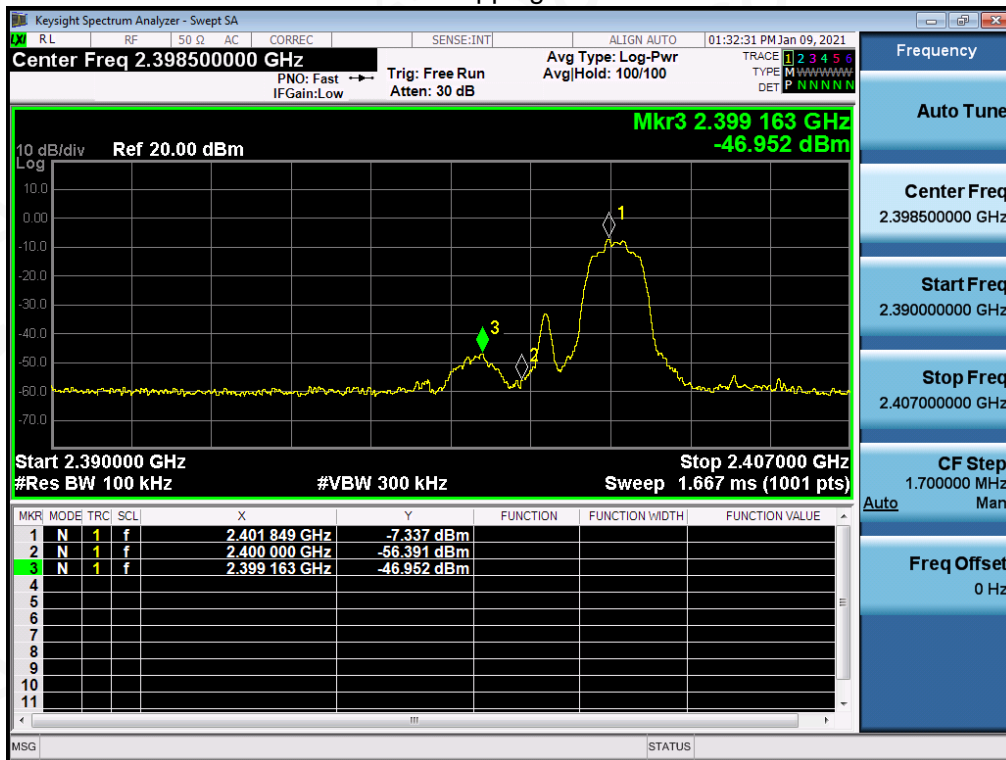 pping
Keysight Spectrum Analyzer - Swept SA
LXI RL RF 50 Ω AC CORREC SENSE:INT ALIGN AUTO 01:32:31 PM Jan 09, 2021
Center Freq 2.398500000 GHz
PNO: Fast
IFGain:Low
Trig: Free Run
Atten: 30 dB
Avg Type: Log-Pwr
Avg|Hold: 100/100
TRACE 1 2 3 4 5 6
TYPE M WWWWW
DET P N N N N N
Mkr3 2.399 163 GHz
-46.952 dBm
10 dB/div Ref 20.00 dBm
Log
10.0
0.00
-10.0
-20.0
-30.0
-40.0
-50.0
-60.0
-70.0
1
3
2
Start 2.390000 GHz Stop 2.407000 GHz
#Res BW 100 kHz #VBW 300 kHz Sweep 1.667 ms (1001 pts)
MKR MODE TRC SCL X Y FUNCTION FUNCTION WIDTH FUNCTION VALUE
1 N 1 f 2.401 849 GHz -7.337 dBm
2 N 1 f 2.400 000 GHz -56.391 dBm
3 N 1 f 2.399 163 GHz -46.952 dBm
4
5
6
7
8
9
10
11
MSG STATUS
Frequency
Auto Tune
Center Freq
2.398500000 GHz
Start Freq
2.390000000 GHz
Stop Freq
2.407000000 GHz
CF Step
1.700000 MHz
Auto Man
Freq Offset
0 Hz